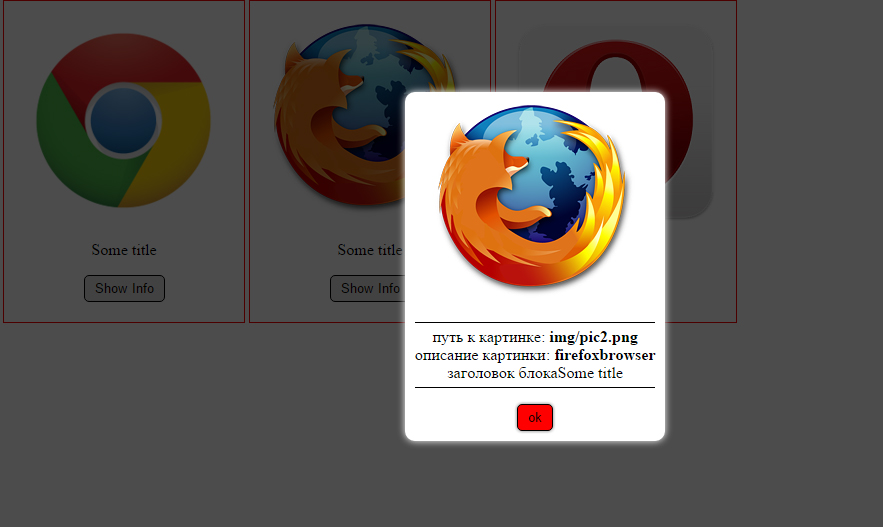 Some title
Show Info
Some title
Show Info
путь к картинке: img/pic2.png
описание картинки: firefoxbrowser
заголовок блокаSome title
ok